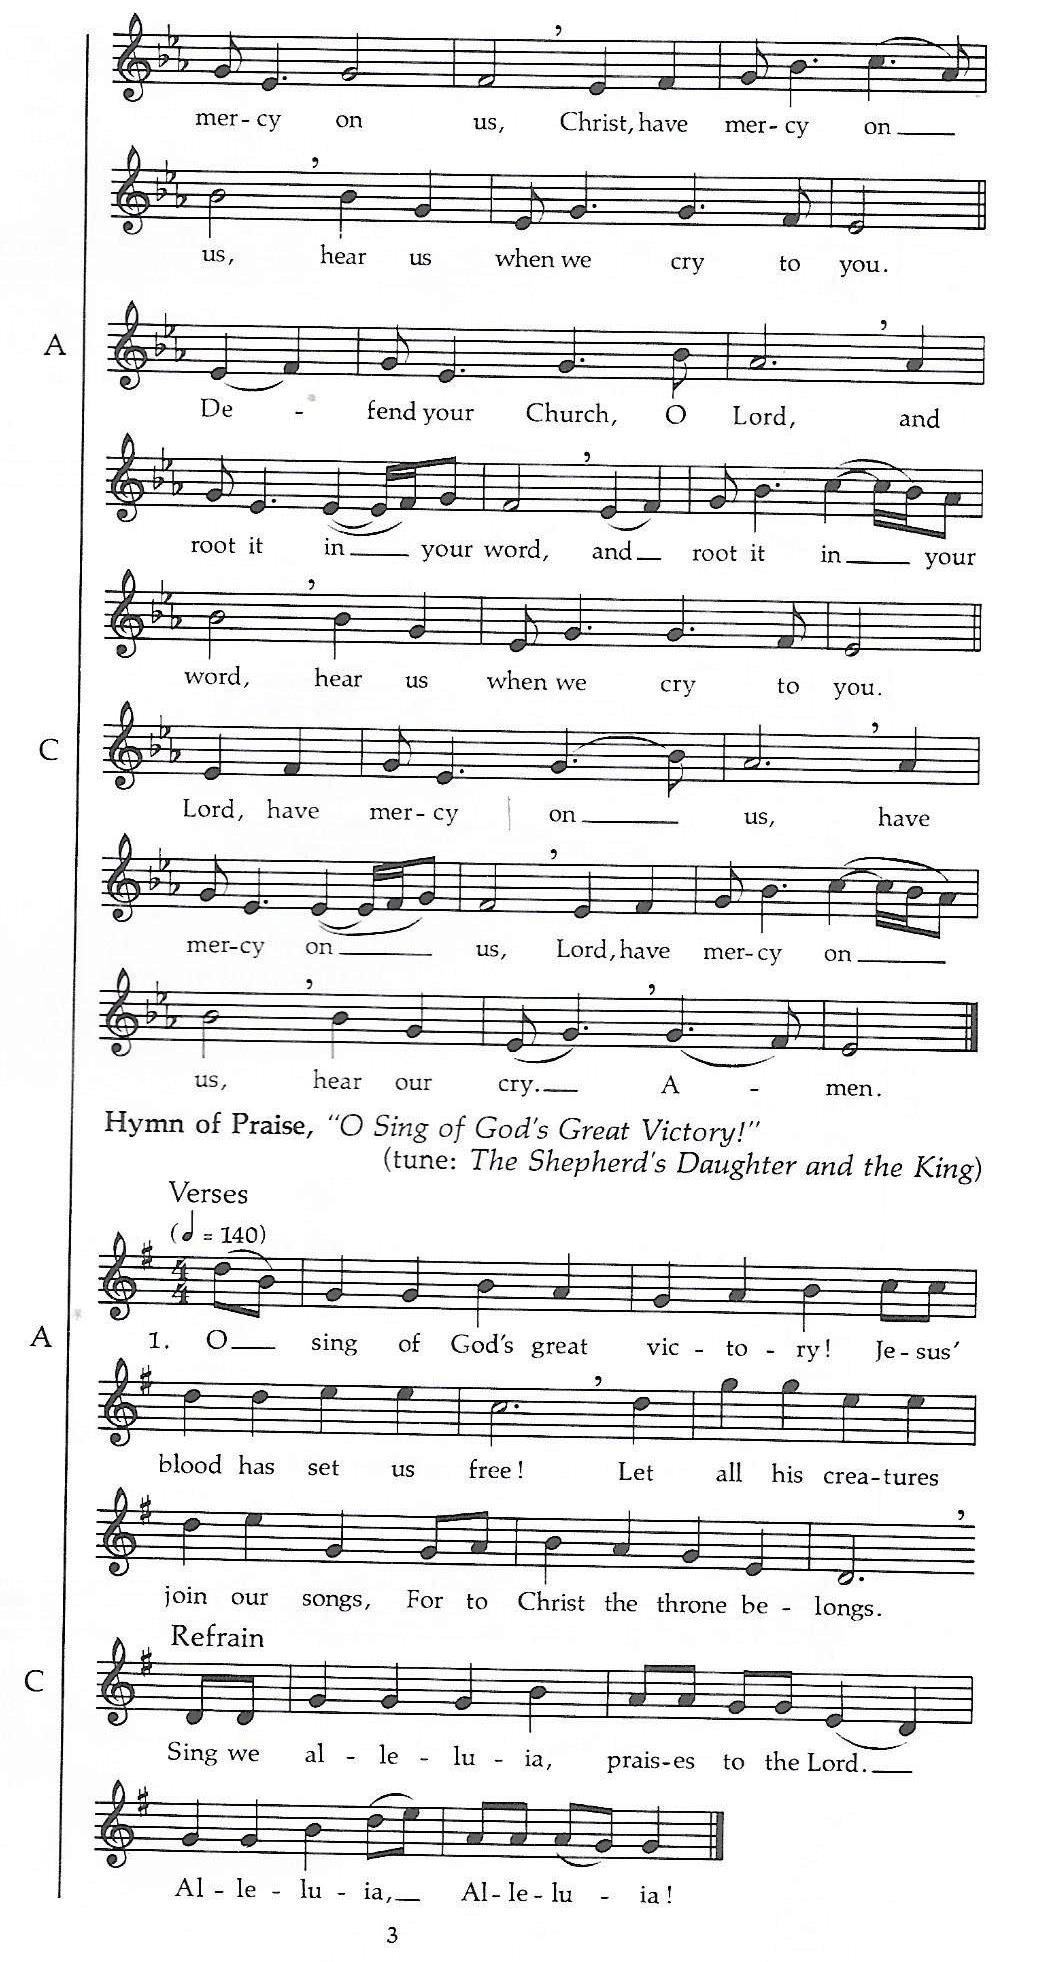 mer- cy on us, Christ, have mer- cy on
us, hear us when we cry to you.
A
De - fend your Church, O Lord, and
root it in your word, and root it in your
word, hear us when we cry to you.
C
Lord, have mer- cy on us, have
mer-cy on us, Lord, have mer- cy on
us, hear our cry. A - men.
Hymn of Praise, "O Sing of God's Great Victory!"
(tune: The Shepherd's Daughter and the King)
Verses
(♩ = 140)
4
4
A
1. O sing of God's great vic - to - ry! Je - sus'
blood has set us free! Let all his crea-tures
join our songs, For to Christ the throne be - longs.
Refrain
C
Sing we al - le - lu - ia, prais-es to the Lord.
Al - le - lu - ia, Al - le - lu - ia!
3